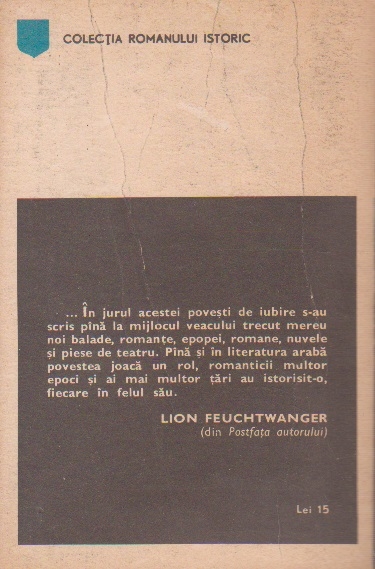 COLECȚIA ROMANULUI ISTORIC
... În jurul acestei povești de iubire s-au
scris pînă la mijlocul veacului trecut mereu
noi balade, romanțe, epopei, romane, nuvele
și piese de teatru. Pînă și în literatura arabă
povestea joacă un rol, romanticii multor
epoci și ai mai multor țări au istorisit-o,
fiecare în felul său.
LION FEUCHTWANGER
(din Postfața autorului)
Lei 15